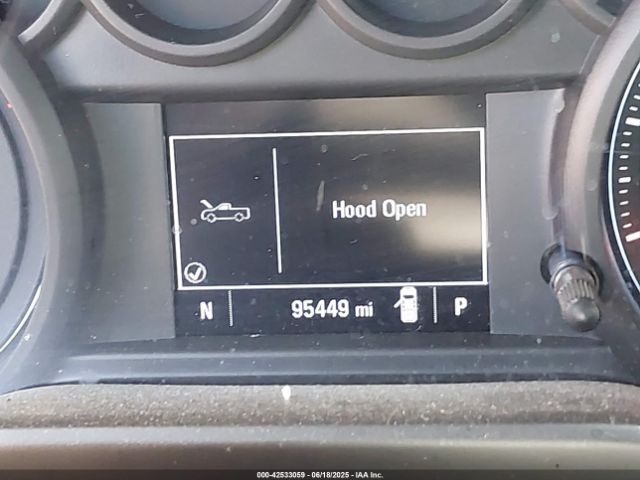 Hood Open
N 95449 mi P
000-42533059 - 06/18/2025 - IAA Inc.